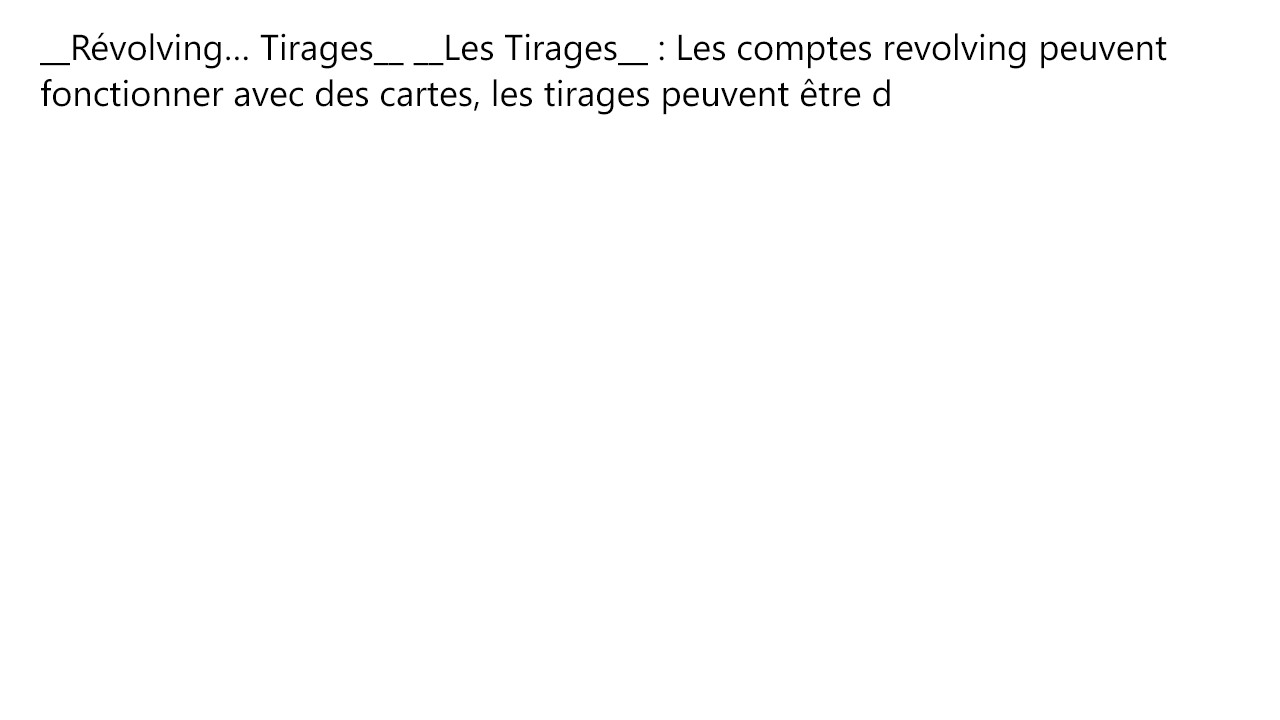 __Révolving... Tirages__ __Les Tirages__ : Les comptes revolving peuvent
fonctionner avec des cartes, les tirages peuvent être d